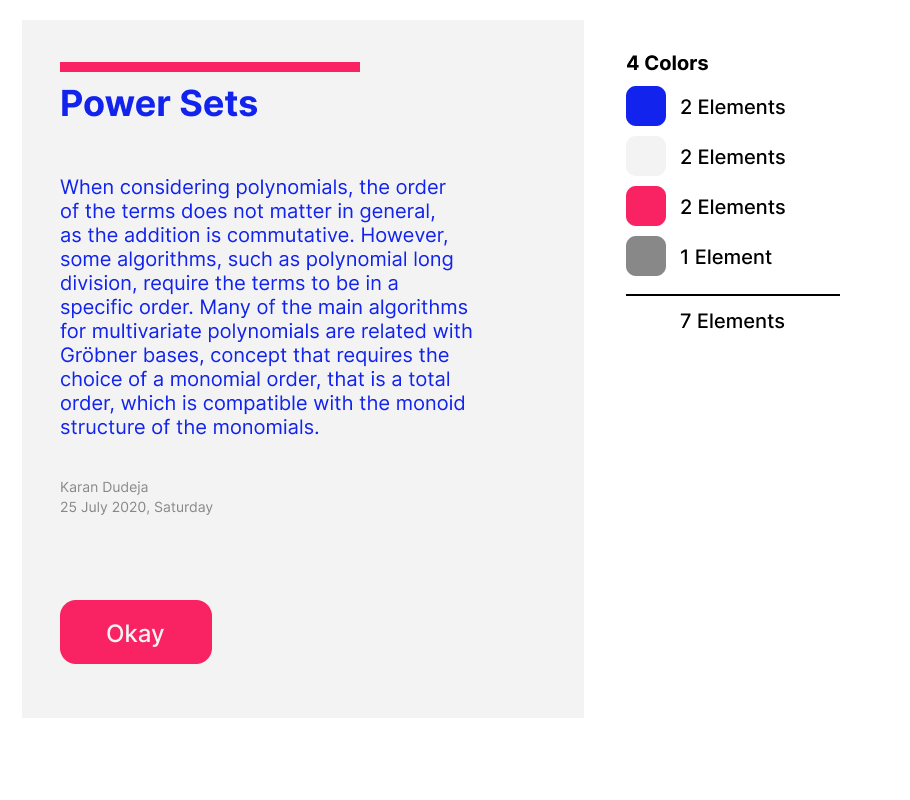 Power Sets
When considering polynomials, the order
of the terms does not matter in general,
as the addition is commutative. However,
some algorithms, such as polynomial long
division, require the terms to be in a
specific order. Many of the main algorithms
for multivariate polynomials are related with
Gröbner bases, concept that requires the
choice of a monomial order, that is a total
order, which is compatible with the monoid
structure of the monomials.
Karan Dudeja
25 July 2020, Saturday
Okay
4 Colors
2 Elements
2 Elements
2 Elements
1 Element
7 Elements